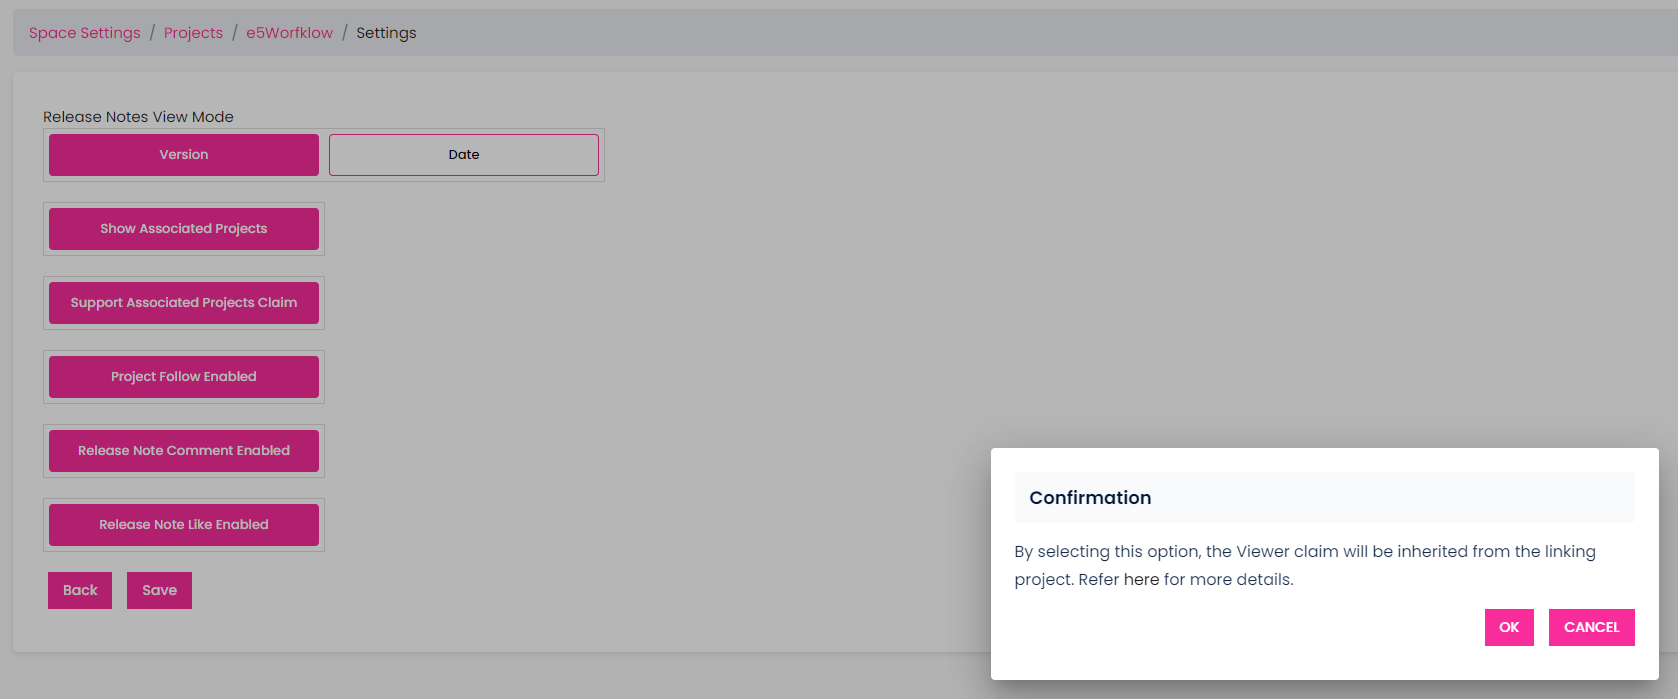 Space Settings / Projects / e5Worfklow / Settings
Release Notes View Mode
Version Date
Show Associated Projects
Support Associated Projects Claim
Project Follow Enabled
Release Note Comment Enabled
Release Note Like Enabled
Back Save
Confirmation
By selecting this option, the Viewer claim will be inherited from the linking
project. Refer here for more details.
OK CANCEL